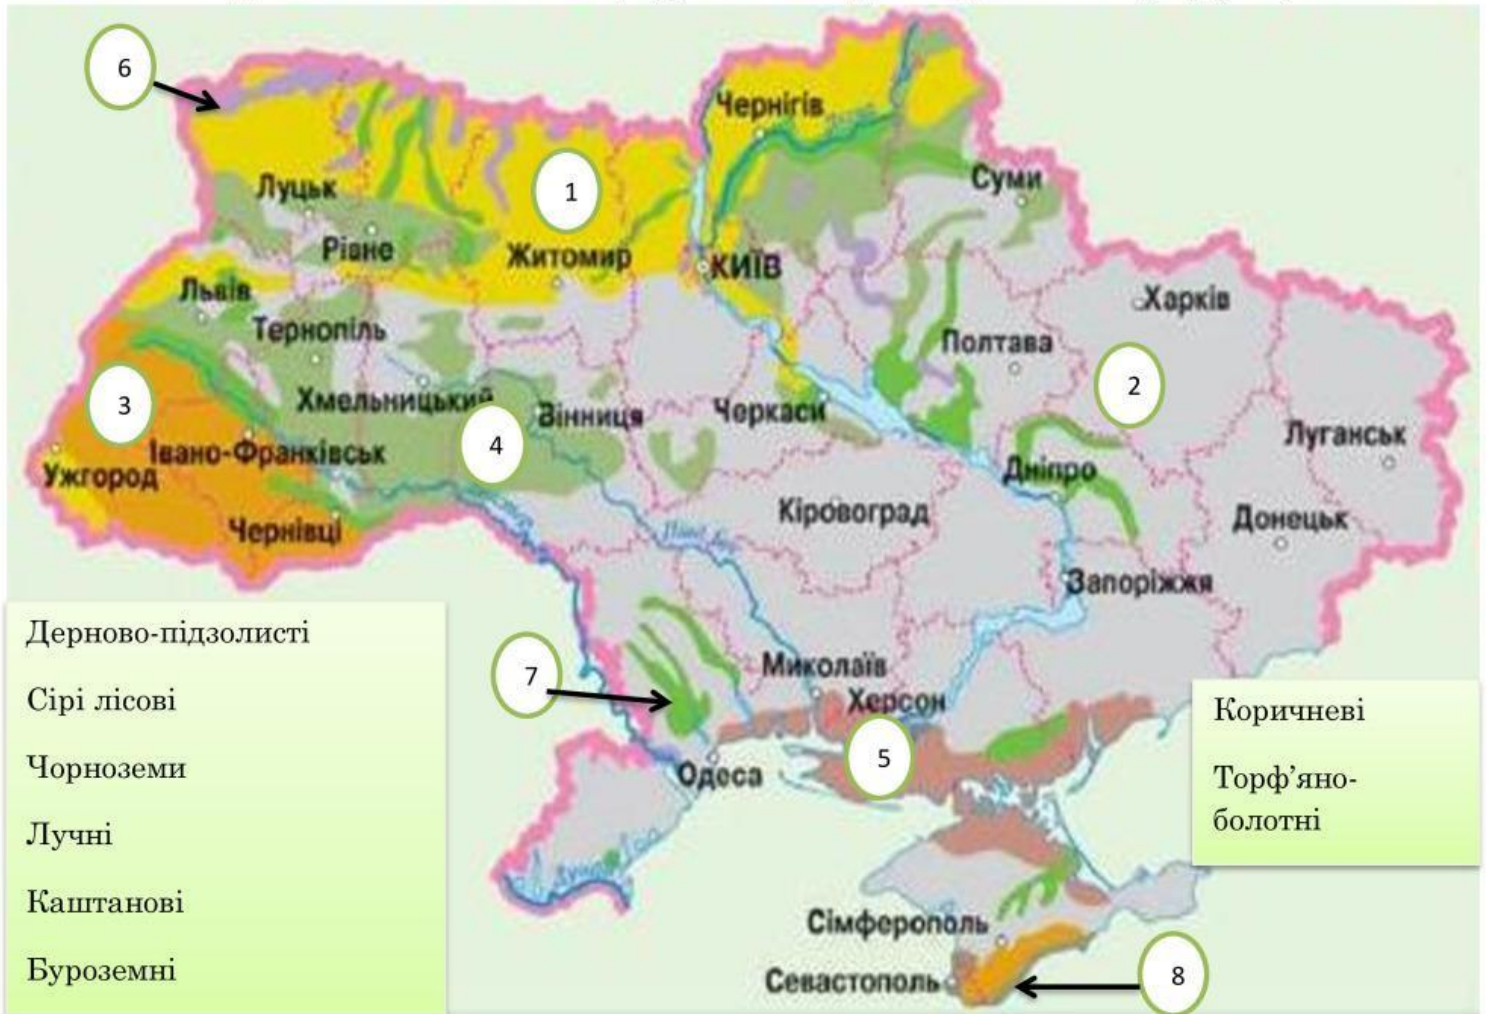 6
Чернігів
1
Суми
Луцьк
Рівне
Житомир
КИЇВ
Львів
Харків
Тернопіль
Полтава
3
2
Хмельницький
Вінниця
Черкаси
4
Луганськ
Івано-Франківськ
Ужгород
Дніпро
Кіровоград
Донецьк
Чернівці
Запоріжжя
7
Миколаїв
Херсон
5
Одеса
Сімферополь
Севастополь
8
Дерново-підзолисті
Сірі лісові
Чорноземи
Лучні
Каштанові
Буроземні
Коричневі
Торф’яно-
болотні